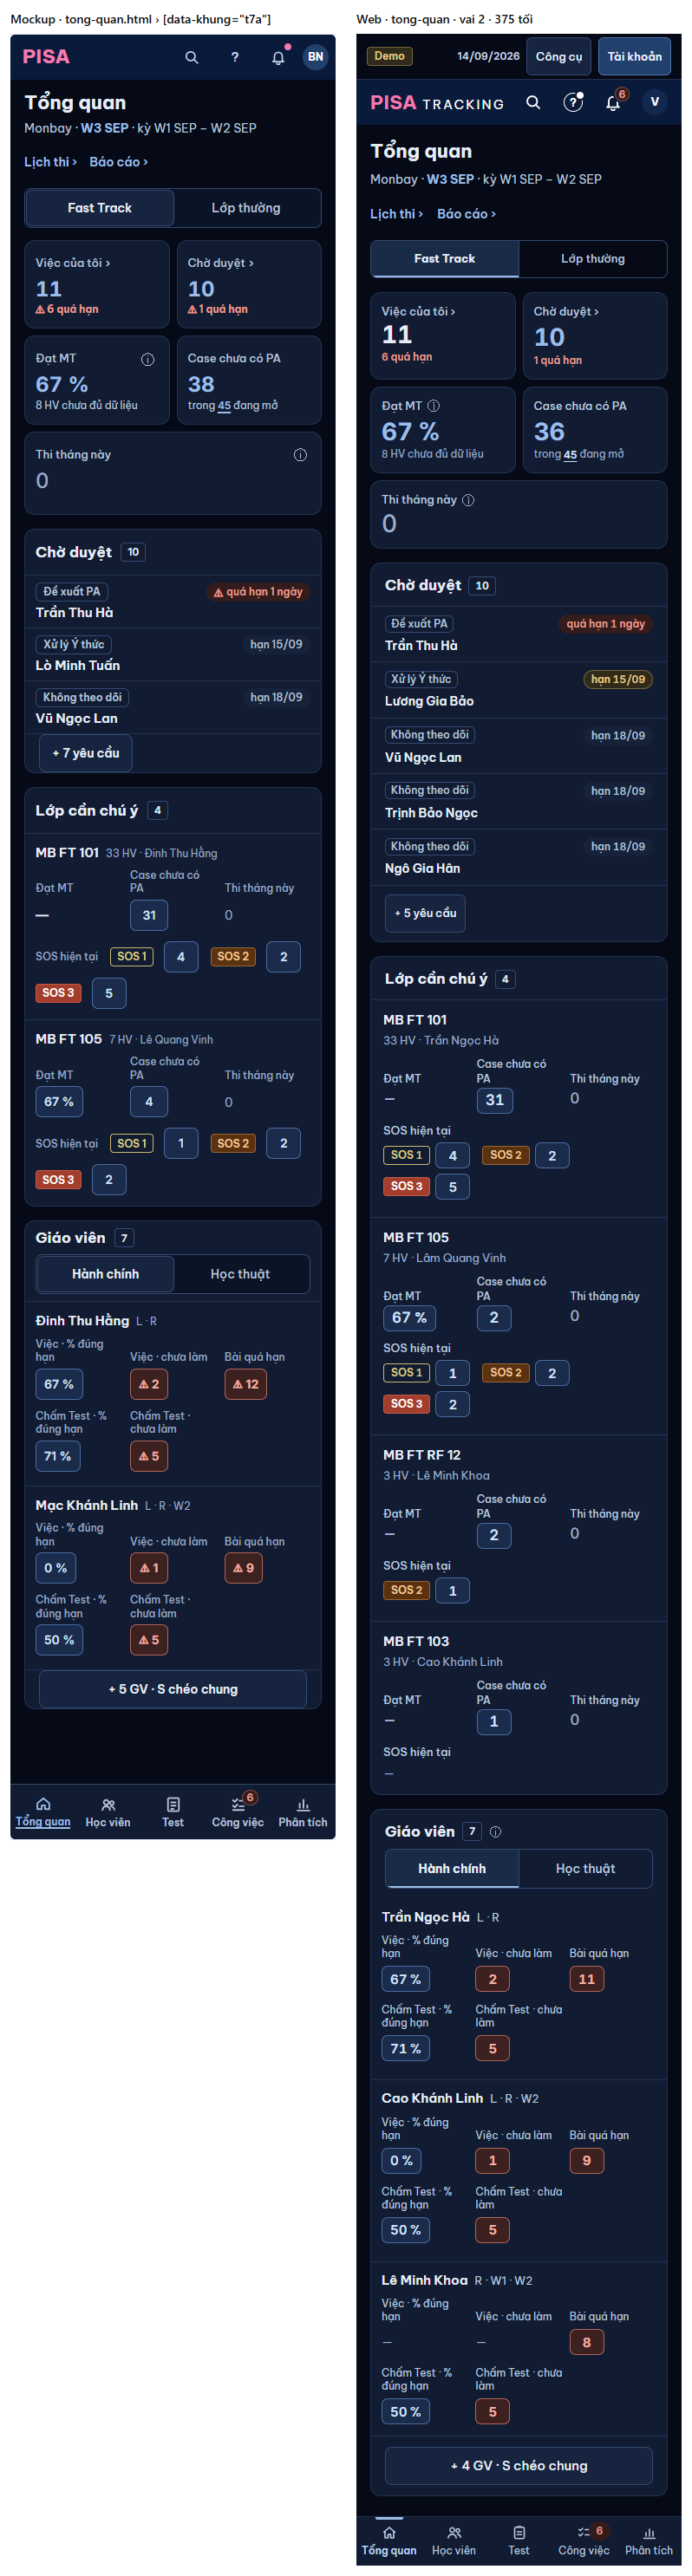 Mockup · tong-quan.html › [data-khung="t7a"]
PISA
?
BN
Tổng quan
Monbay · W3 SEP · kỳ W1 SEP – W2 SEP
Lịch thi ›
Báo cáo ›
Fast Track
Lớp thường
Việc của tôi ›
11
⚠ 6 quá hạn
Chờ duyệt ›
10
⚠ 1 quá hạn
Đạt MT ⓘ
67 %
8 HV chưa đủ dữ liệu
Case chưa có PA
38
trong 45 đang mở
Thi tháng này ⓘ
0
Chờ duyệt 10
Đề xuất PA
⚠ quá hạn 1 ngày
Trần Thu Hà
Xử lý Ý thức
hạn 15/09
Lò Minh Tuấn
Không theo dõi
hạn 18/09
Vũ Ngọc Lan
+ 7 yêu cầu
Lớp cần chú ý 4
MB FT 101 33 HV · Đinh Thu Hằng
Đạt MT
Case chưa có PA
Thi tháng này
—
31
0
SOS hiện tại SOS 1 4 SOS 2 2
SOS 3 5
MB FT 105 7 HV · Lê Quang Vinh
Đạt MT
Case chưa có PA
Thi tháng này
67 %
4
0
SOS hiện tại SOS 1 1 SOS 2 2
SOS 3 2
Giáo viên 7
Hành chính
Học thuật
Đinh Thu Hằng L · R
Việc · % đúng hạn
Việc · chưa làm
Bài quá hạn
67 %
⚠ 2
⚠ 12
Chấm Test · % đúng hạn
Chấm Test · chưa làm
71 %
⚠ 5
Mạc Khánh Linh L · R · W2
Việc · % đúng hạn
Việc · chưa làm
Bài quá hạn
0 %
⚠ 1
⚠ 9
Chấm Test · % đúng hạn
Chấm Test · chưa làm
50 %
⚠ 5
+ 5 GV · S chéo chung
Tổng quan
Học viên
Test
Công việc
6
Phân tích
Web · tong-quan · vai 2 · 375 tối
Demo
14/09/2026
Công cụ
Tài khoản
PISA TRACKING
?
6
V
Tổng quan
Monbay · W3 SEP · kỳ W1 SEP – W2 SEP
Lịch thi ›
Báo cáo ›
Fast Track
Lớp thường
Việc của tôi ›
11
6 quá hạn
Chờ duyệt ›
10
1 quá hạn
Đạt MT ⓘ
67 %
8 HV chưa đủ dữ liệu
Case chưa có PA
36
trong 45 đang mở
Thi tháng này ⓘ
0
Chờ duyệt 10
Đề xuất PA
quá hạn 1 ngày
Trần Thu Hà
Xử lý Ý thức
hạn 15/09
Lương Gia Bảo
Không theo dõi
hạn 18/09
Vũ Ngọc Lan
Không theo dõi
hạn 18/09
Trịnh Bảo Ngọc
Không theo dõi
hạn 18/09
Ngô Gia Hân
+ 5 yêu cầu
Lớp cần chú ý 4
MB FT 101
33 HV · Trần Ngọc Hà
Đạt MT
Case chưa có PA
Thi tháng này
—
31
0
SOS hiện tại
SOS 1 4 SOS 2 2
SOS 3 5
MB FT 105
7 HV · Lâm Quang Vinh
Đạt MT
Case chưa có PA
Thi tháng này
67 %
2
0
SOS hiện tại
SOS 1 1 SOS 2 2
SOS 3 2
MB FT RF 12
3 HV · Lê Minh Khoa
Đạt MT
Case chưa có PA
Thi tháng này
—
2
0
SOS hiện tại
SOS 2 1
MB FT 103
3 HV · Cao Khánh Linh
Đạt MT
Case chưa có PA
Thi tháng này
—
1
0
SOS hiện tại
—
Giáo viên 7 ⓘ
Hành chính
Học thuật
Trần Ngọc Hà L · R
Việc · % đúng hạn
Việc · chưa làm
Bài quá hạn
67 %
2
11
Chấm Test · % đúng hạn
Chấm Test · chưa làm
71 %
5
Cao Khánh Linh L · R · W2
Việc · % đúng hạn
Việc · chưa làm
Bài quá hạn
0 %
1
9
Chấm Test · % đúng hạn
Chấm Test · chưa làm
50 %
5
Lê Minh Khoa R · W1 · W2
Việc · % đúng hạn
Việc · chưa làm
Bài quá hạn
—
—
8
Chấm Test · % đúng hạn
Chấm Test · chưa làm
50 %
5
+ 4 GV · S chéo chung
Tổng quan
Học viên
Test
Công việc
6
Phân tích